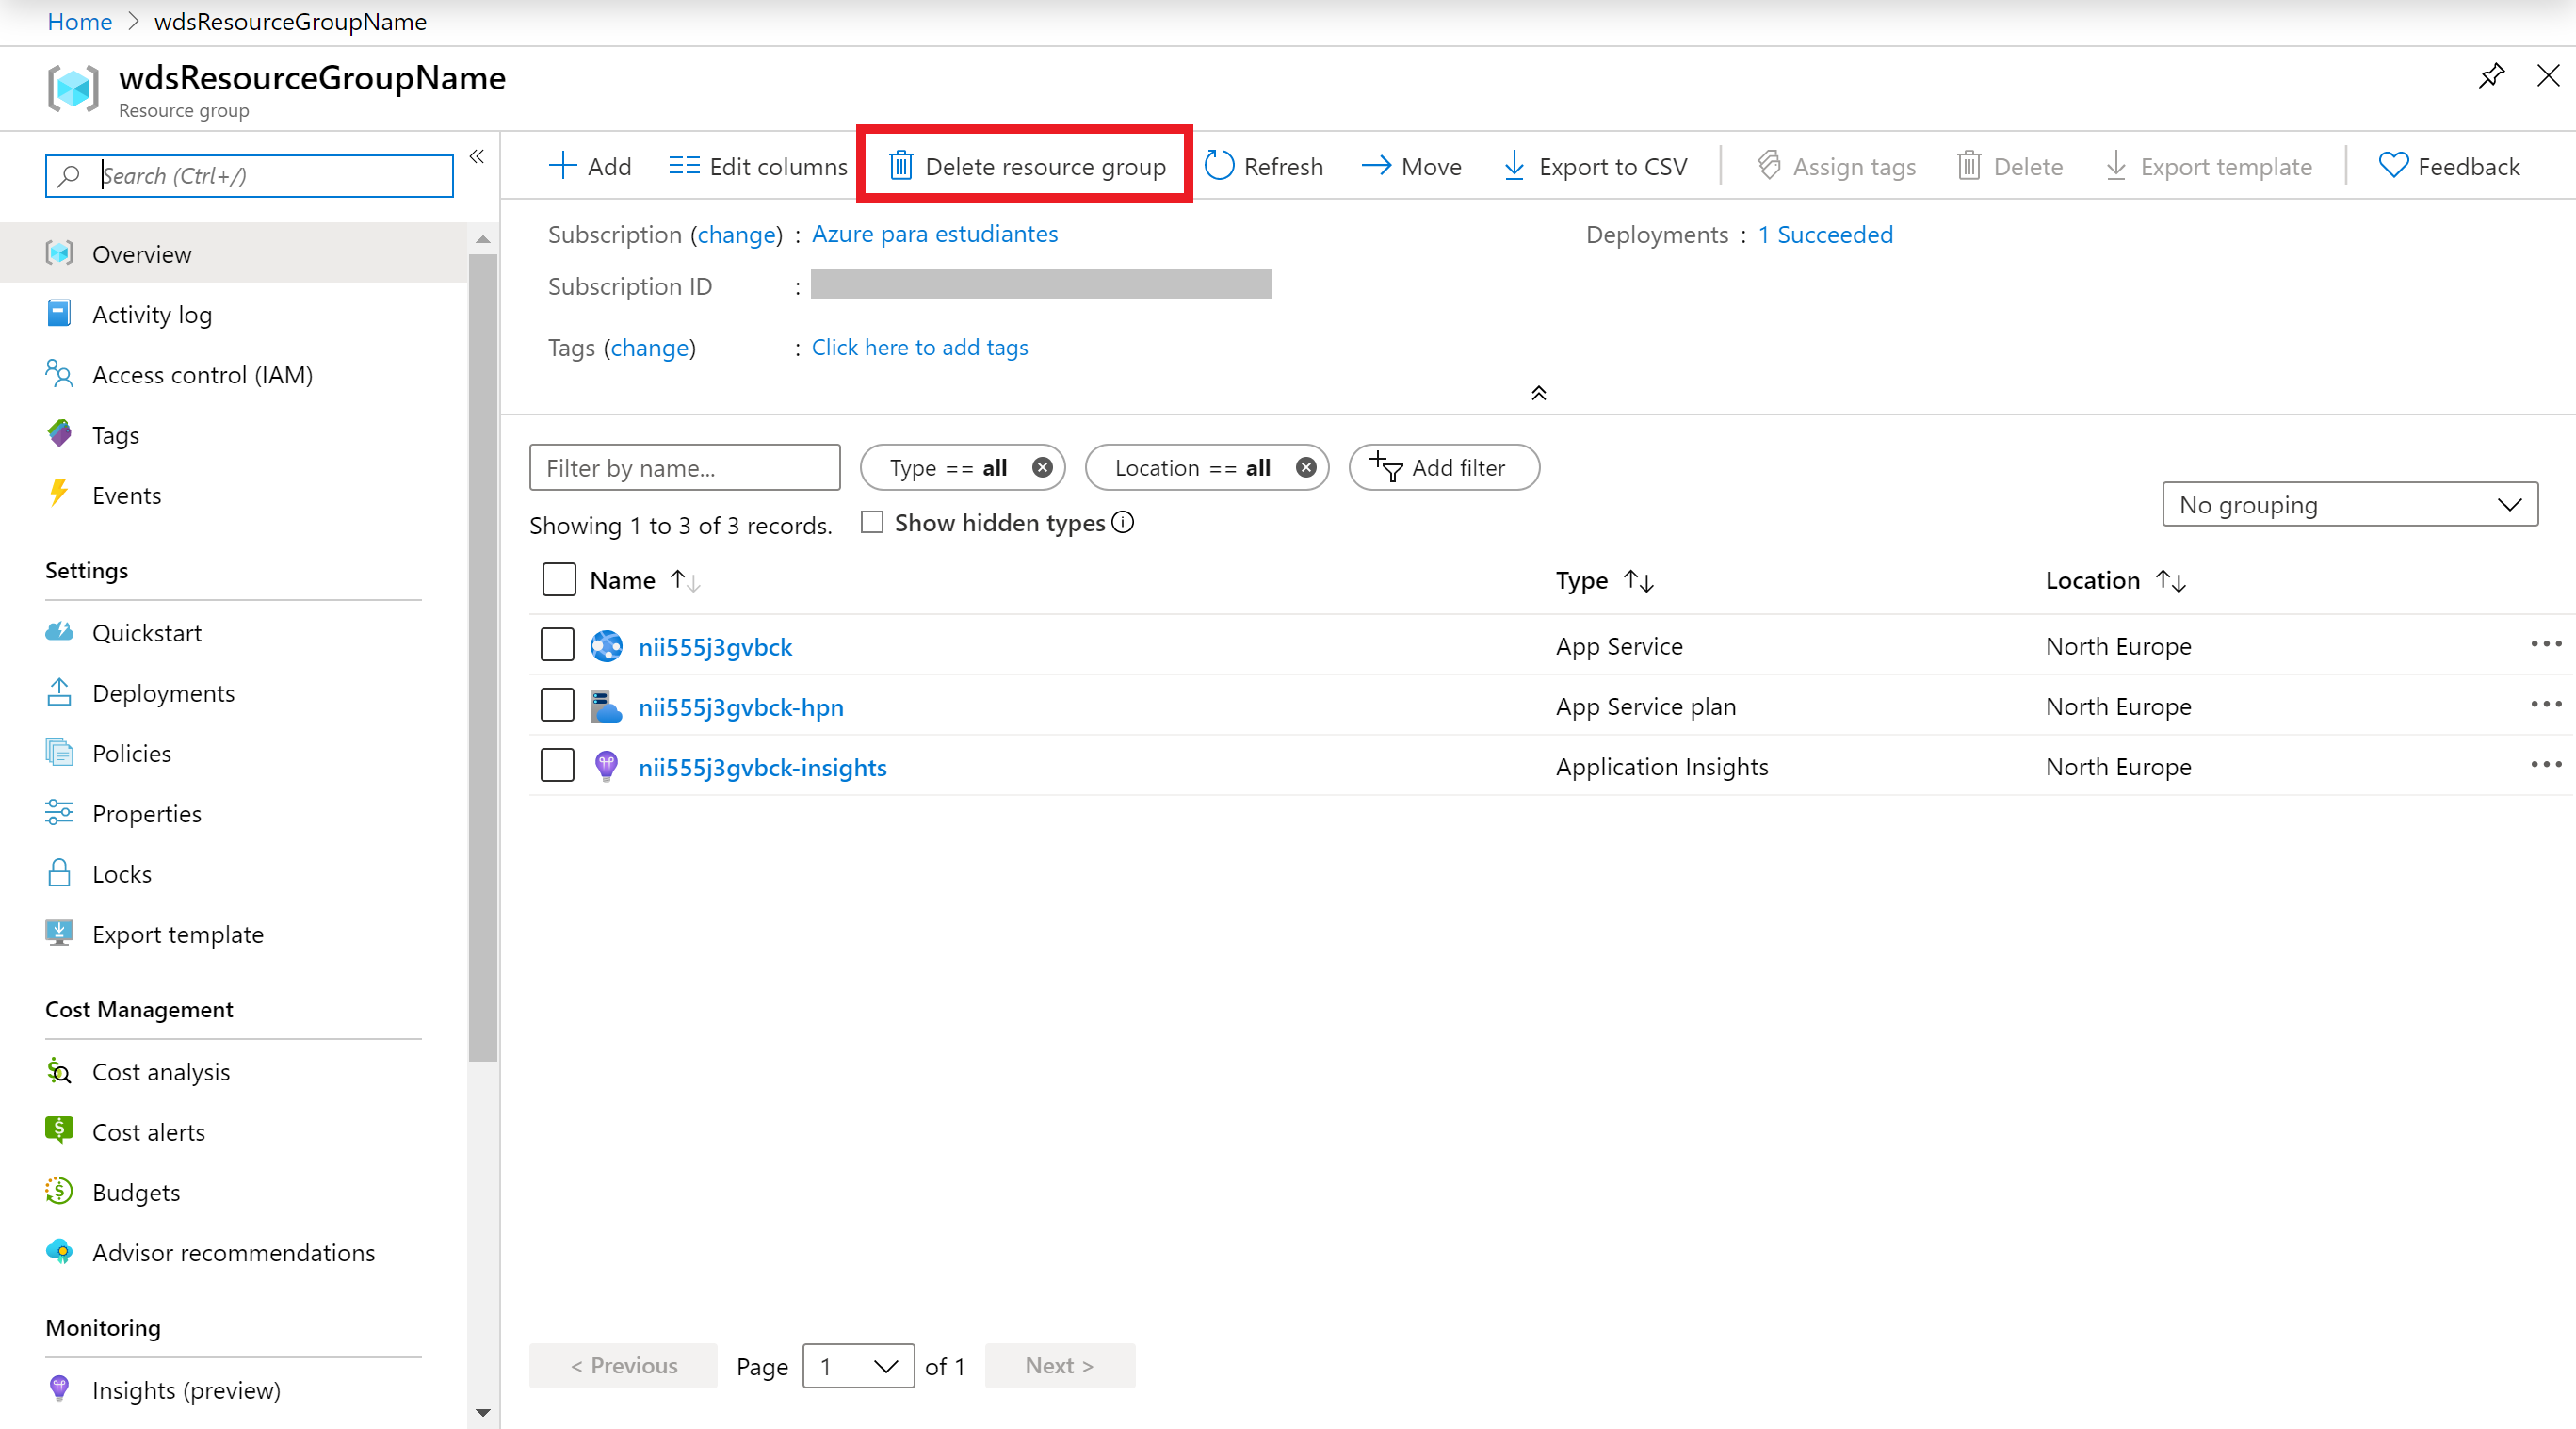 Home > wdsResourceGroupName
wdsResourceGroupName
Resource group
Search (Ctrl+/)
«
Overview
Activity log
Access control (IAM)
Tags
Events
Settings
Quickstart
Deployments
Policies
Properties
Locks
Export template
Cost Management
Cost analysis
Cost alerts
Budgets
Advisor recommendations
Monitoring
Insights (preview)
Add Edit columns Delete resource group Refresh Move Export to CSV Assign tags Delete Export template Feedback
Subscription (change) : Azure para estudiantes Deployments : 1 Succeeded
Subscription ID :
Tags (change) : Click here to add tags
Filter by name... Type == all Location == all Add filter
Showing 1 to 3 of 3 records. Show hidden types No grouping
Name Type Location
nii555j3gvbck App Service North Europe
nii555j3gvbck-hpn App Service plan North Europe
nii555j3gvbck-insights Application Insights North Europe
< Previous Page 1 of 1 Next >